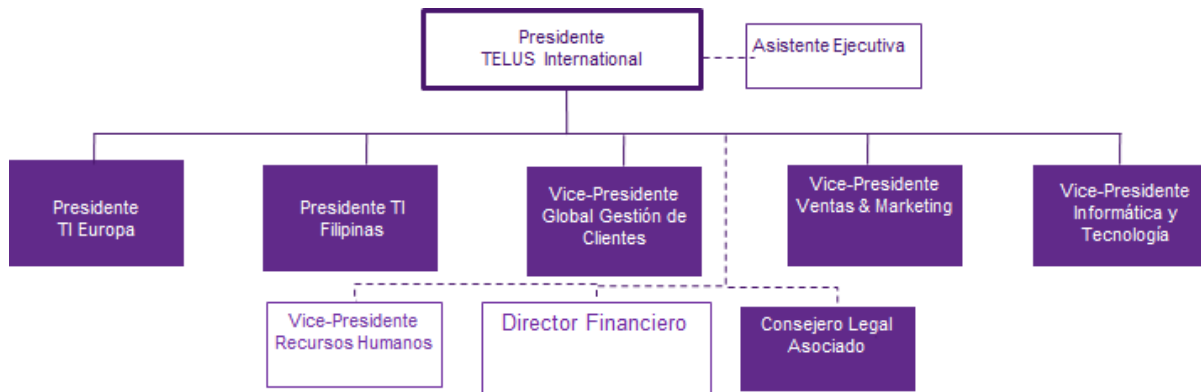 Presidente
TELUS International
Asistente Ejecutiva
Presidente
TI Europa
Presidente TI
Filipinas
Vice-Presidente
Global Gestión de
Clientes
Vice-Presidente
Ventas & Marketing
Vice-Presidente
Informática y
Tecnología
Vice-Presidente
Recursos Humanos
Director Financiero
Consejero Legal
Asociado